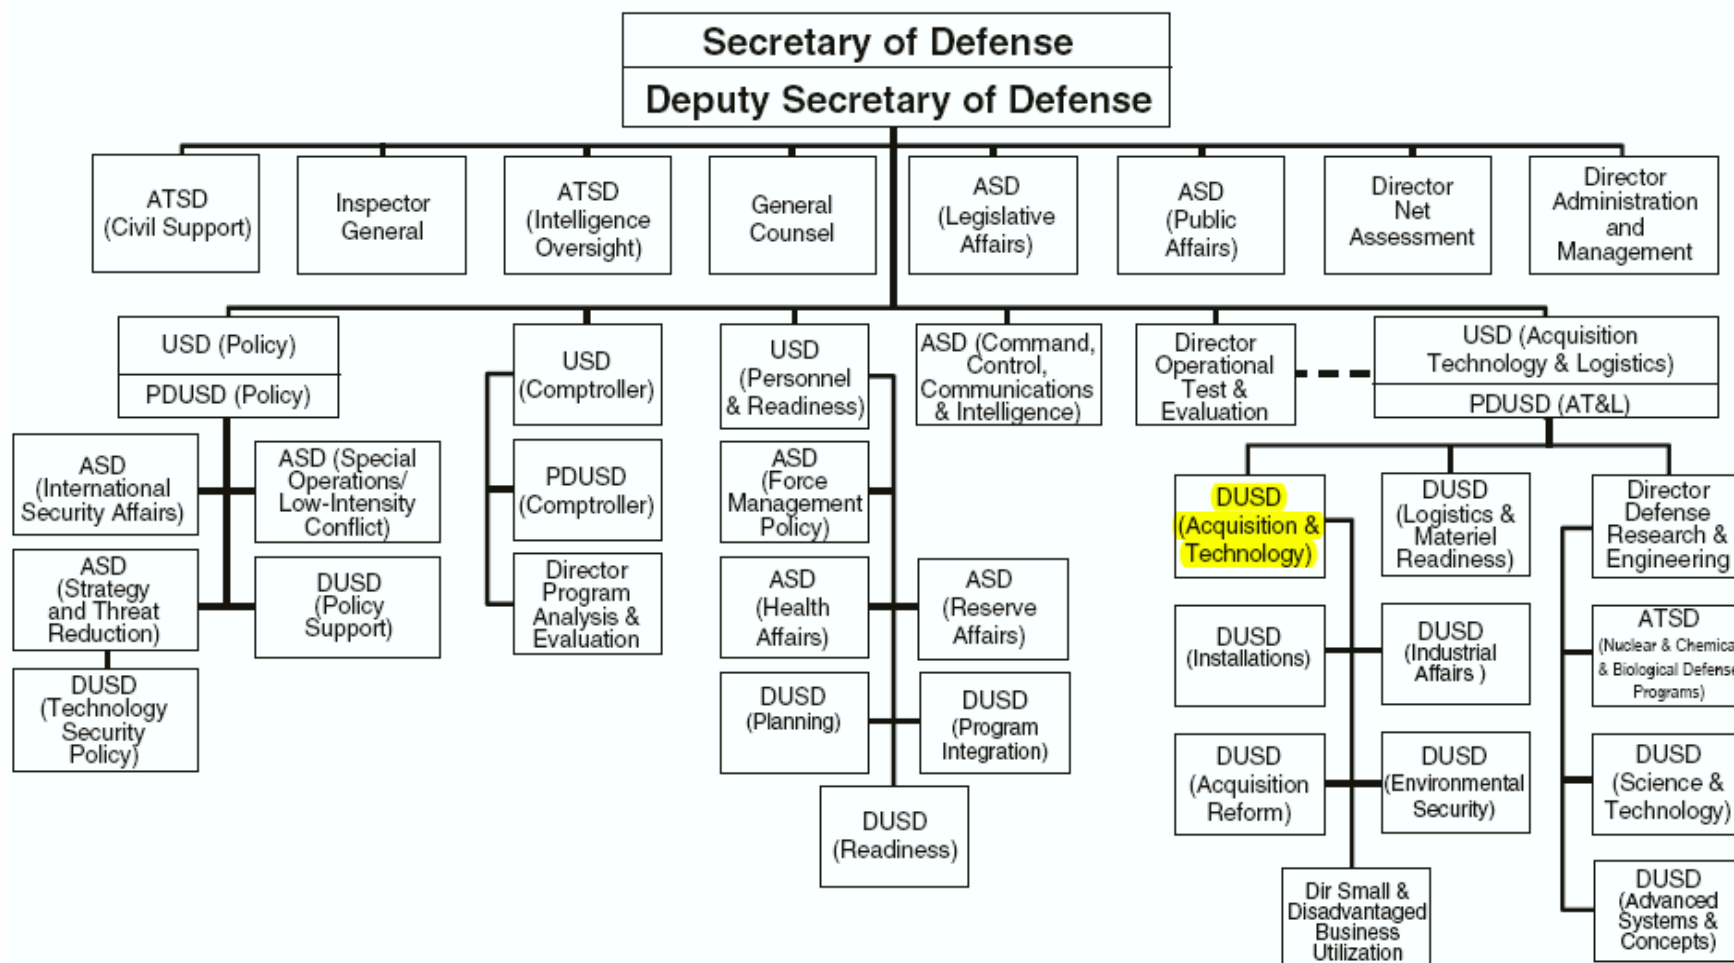 Secretary of Defense
Deputy Secretary of Defense
ATSD
(Civil Support)
Inspector
General
ATSD
(Intelligence
Oversight)
General
Counsel
ASD
(Legislative
Affairs)
ASD
(Public
Affairs)
Director
Net
Assessment
Director
Administration
and
Management
USD (Policy)
PDUSD (Policy)
USD
(Comptroller)
USD
(Personnel
& Readiness)
ASD (Command,
Control,
Communications
& Intelligence)
Director
Operational
Test &
Evaluation
USD (Acquisition
Technology & Logistics)
PDUSD (AT&L)
ASD
(International
Security Affairs)
ASD (Special
Operations/
Low-Intensity
Conflict)
PDUSD
(Comptroller)
ASD
(Force
Management
Policy)
DUSD
(Acquisition &
Technology)
DUSD
(Logistics &
Materiel
Readiness)
Director
Defense
Research &
Engineering
ASD
(Strategy
and Threat
Reduction)
DUSD
(Policy
Support)
Director
Program
Analysis &
Evaluation
ASD
(Health
Affairs)
ASD
(Reserve
Affairs)
DUSD
(Installations)
DUSD
(Industrial
Affairs )
ATSD
(Nuclear & Chemica
& Biological Defense
Programs)
DUSD
(Technology
Security
Policy)
DUSD
(Planning)
DUSD
(Program
Integration)
DUSD
(Acquisition
Reform)
DUSD
(Environmental
Security)
DUSD
(Science &
Technology)
DUSD
(Readiness)
Dir Small &
Disadvantaged
Business
Utilization
DUSD
(Advanced
Systems &
Concepts)